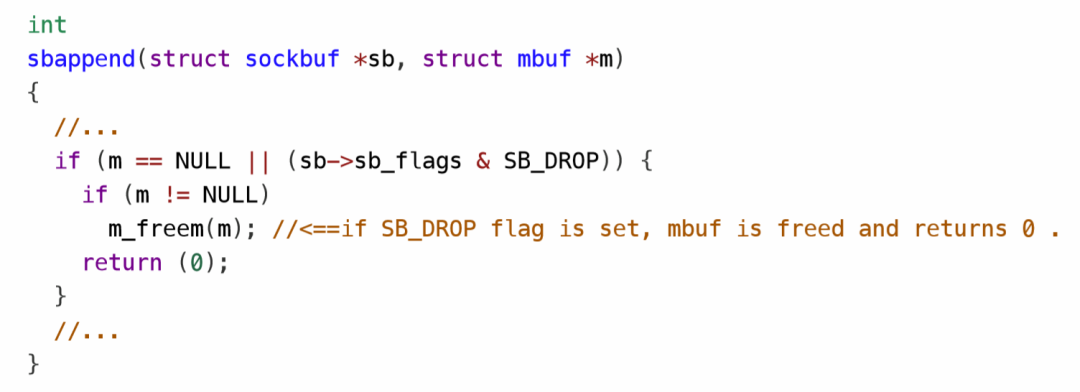 int
sbappend(struct sockbuf *sb, struct mbuf *m)
{
  //...
  if (m == NULL || (sb->sb_flags & SB_DROP)) {
    if (m != NULL)
      m_freem(m); //<==if SB_DROP flag is set, mbuf is freed and returns 0 .
    return (0);
  }
  //...
}